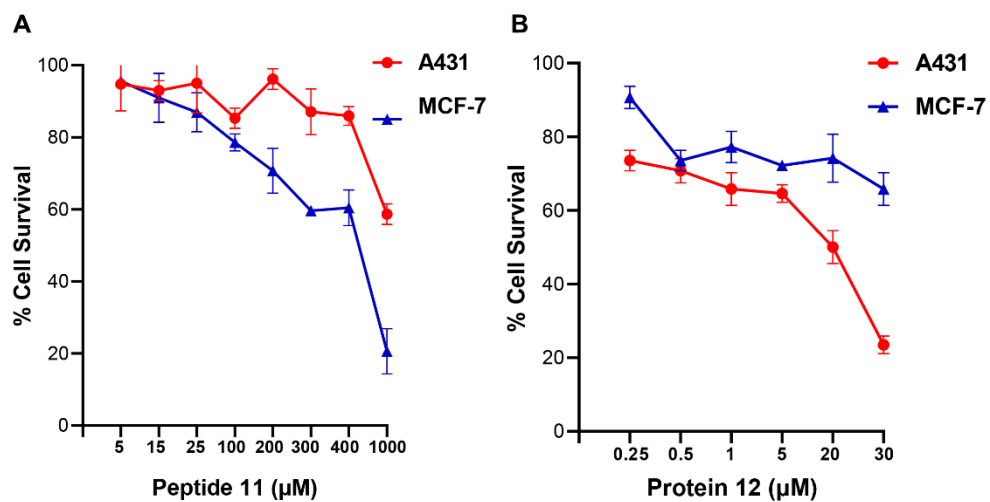 A
A431
MCF-7
% Cell Survival
100
80
60
40
20
0
5 15 25 100 200 300 400 1000
Peptide 11 (μM)
B
A431
MCF-7
% Cell Survival
100
80
60
40
20
0
0.25 0.5 1 5 20 30
Protein 12 (μM)